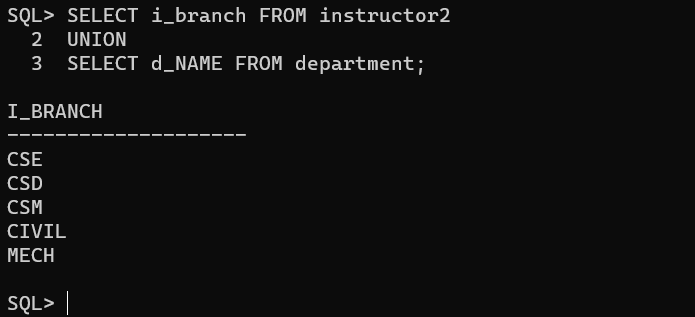 SQL> SELECT i_branch FROM instructor2
  2  UNION
  3  SELECT d_NAME FROM department;
I_BRANCH
--------------------
CSE
CSD
CSM
CIVIL
MECH
SQL>